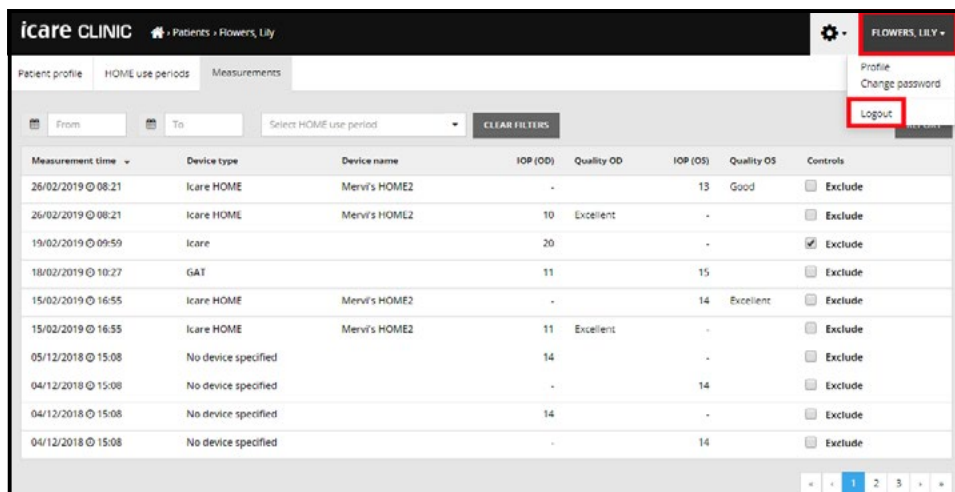 icare CLINIC › Patients › Flowers, Lily FLOWERS, LILY
Patient profile HOME use periods Measurements
Profile
Change password
Logout
From To Select HOME use period CLEAR FILTERS REPORT
Measurement time Device type Device name IOP (OD) Quality OD IOP (OS) Quality OS Controls
26/02/2019 08:21 Icare HOME Mervi's HOME2 - 13 Good Exclude
26/02/2019 08:21 Icare HOME Mervi's HOME2 10 Excellent - Exclude
19/02/2019 09:59 Icare 20 - Exclude
18/02/2019 10:27 GAT 11 15 Exclude
15/02/2019 16:55 Icare HOME Mervi's HOME2 - 14 Excellent Exclude
15/02/2019 16:55 Icare HOME Mervi's HOME2 11 Excellent - Exclude
05/12/2018 15:08 No device specified 14 - Exclude
04/12/2018 15:08 No device specified - 14 Exclude
04/12/2018 15:08 No device specified 14 - Exclude
04/12/2018 15:08 No device specified - 14 Exclude
« ‹ 1 2 3 › »